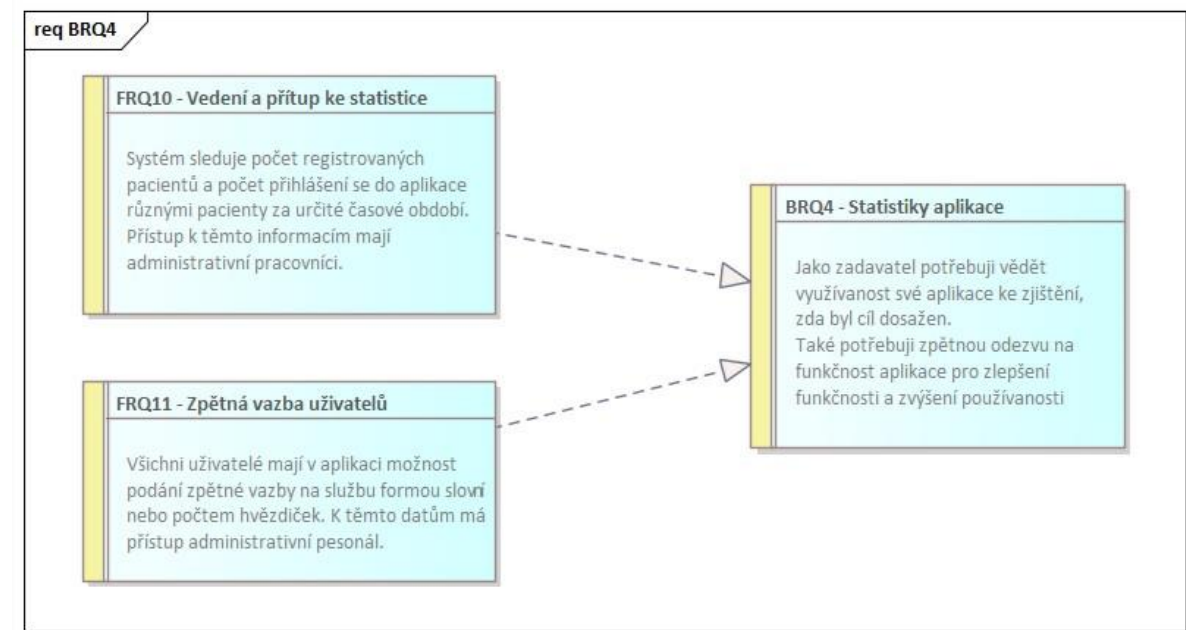 req BRQ4
FRQ10 - Vedení a přítup ke statistice
Systém sleduje počet registrovaných
pacientů a počet přihlášení se do aplikace
různými pacienty za určité časové období.
Přístup k těmto informacím mají
administrativní pracovníci.
FRQ11 - Zpětná vazba uživatelů
Všichni uživatelé mají v aplikaci možnost
podání zpětné vazby na službu formou slovní
nebo počtem hvězdiček. K těmto datům má
přístup administrativní pesonál.
BRQ4 - Statistiky aplikace
Jako zadavatel potřebuji vědět
využívanost své aplikace ke zjištění,
zda byl cíl dosažen.
Také potřebuji zpětnou odezvu na
funkčnost aplikace pro zlepšení
funkčnosti a zvýšení používanosti